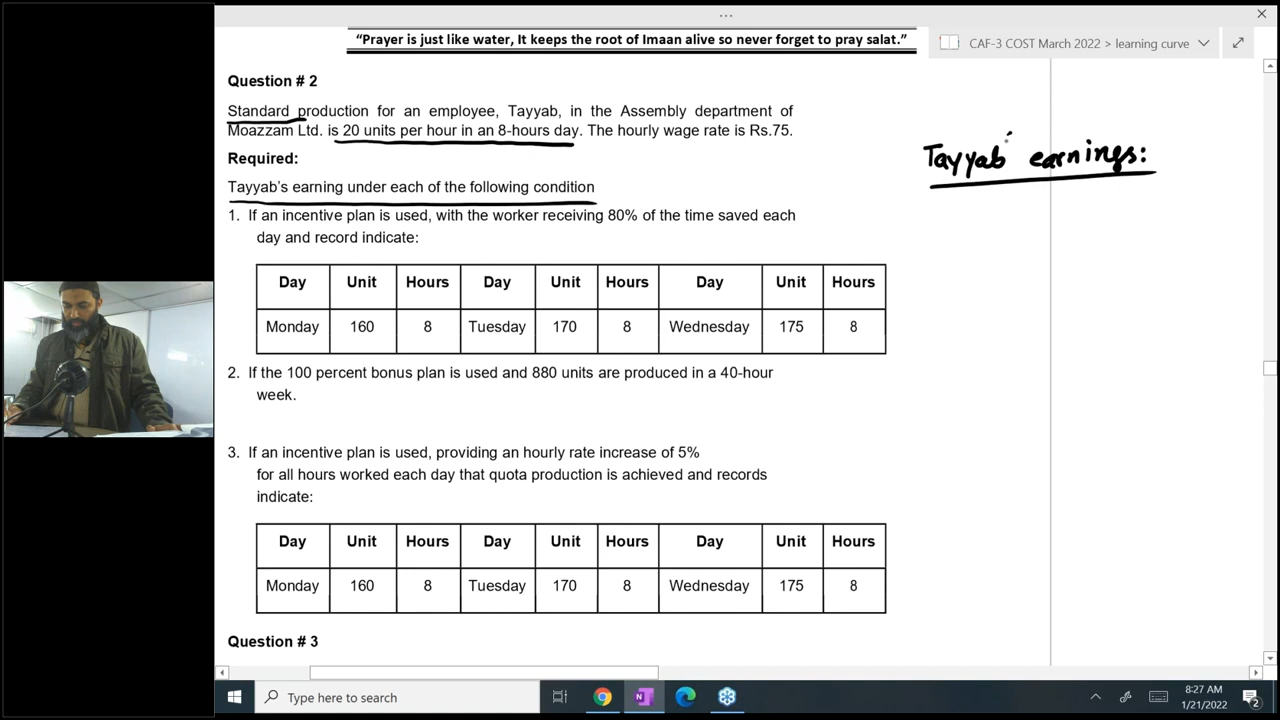 “Prayer is just like water, It keeps the root of Imaan alive so never forget to pray salat.”
CAF-3 COST March 2022 > learning curve
Question # 2
Standard production for an employee, Tayyab, in the Assembly department of
Moazzam Ltd. is 20 units per hour in an 8-hours day. The hourly wage rate is Rs.75.
Tayyab' earnings:
Required:
Tayyab’s earning under each of the following condition
1. If an incentive plan is used, with the worker receiving 80% of the time saved each
day and record indicate:
Day Unit Hours Day Unit Hours Day Unit Hours
Monday 160 8 Tuesday 170 8 Wednesday 175 8
2. If the 100 percent bonus plan is used and 880 units are produced in a 40-hour
week.
3. If an incentive plan is used, providing an hourly rate increase of 5%
for all hours worked each day that quota production is achieved and records
indicate:
Day Unit Hours Day Unit Hours Day Unit Hours
Monday 160 8 Tuesday 170 8 Wednesday 175 8
Question # 3
Type here to search
8:27 AM
1/21/2022
2